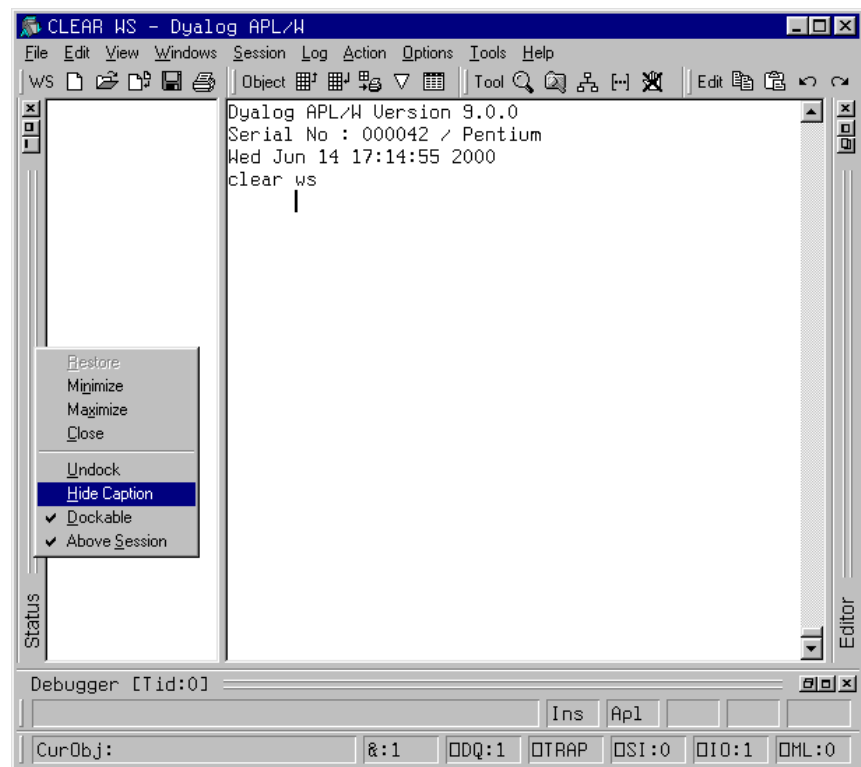 CLEAR WS - Dyalog APL/W
File Edit View Windows Session Log Action Options Tools Help
WS Object Tool Edit
Dyalog APL/W Version 9.0.0
Serial No : 000042 / Pentium
Wed Jun 14 17:14:55 2000
clear ws
Restore
Minimize
Maximize
Close
Undock
Hide Caption
Dockable
Above Session
Status
Editor
Debugger [Tid:0]
Ins Apl
CurObj: &:1 ⎕DQ:1 ⎕TRAP ⎕SI:0 ⎕IO:1 ⎕ML:0